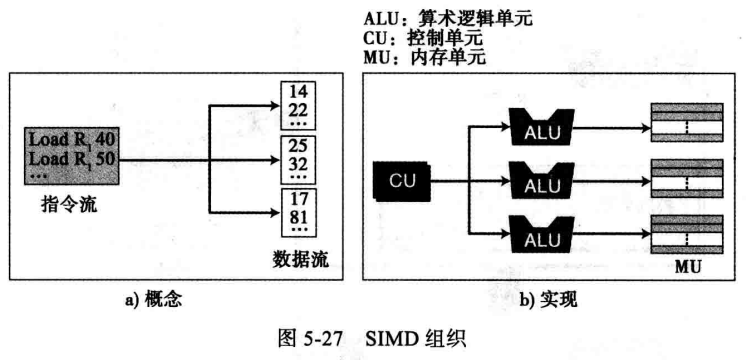 ALU：算术逻辑单元
CU：控制单元
MU：内存单元
Load R₁ 40
Load R₁ 50
…
指令流
14
22
…
25
32
…
17
81
…
数据流
a) 概念
CU
ALU
ALU
ALU
MU
b) 实现
图 5-27 SIMD 组织